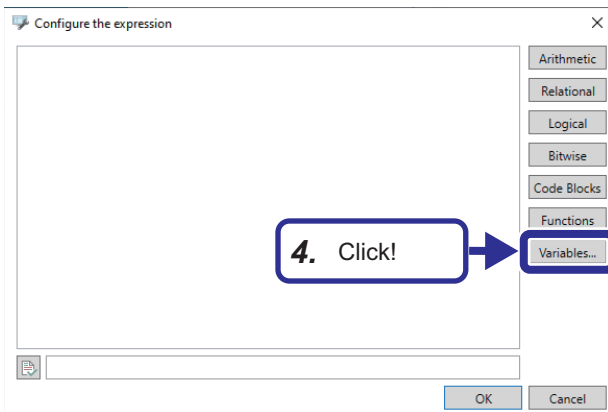 Configure the expression
Arithmetic
Relational
Logical
Bitwise
Code Blocks
Functions
4. Click!
Variables...
OK
Cancel